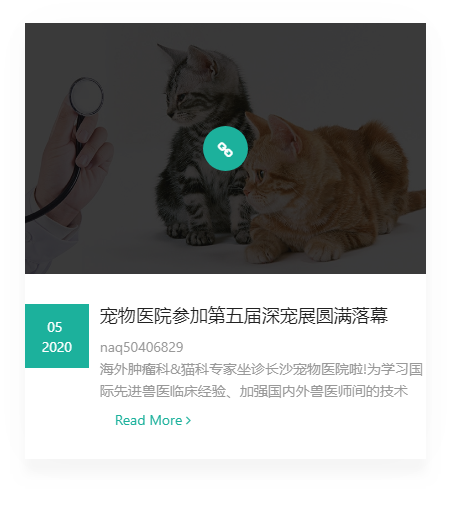 05
2020
宠物医院参加第五届深宠展圆满落幕
naq50406829
海外肿瘤科&猫科专家坐诊长沙宠物医院啦!为学习国
际先进兽医临床经验、加强国内外兽医师间的技术
Read More >